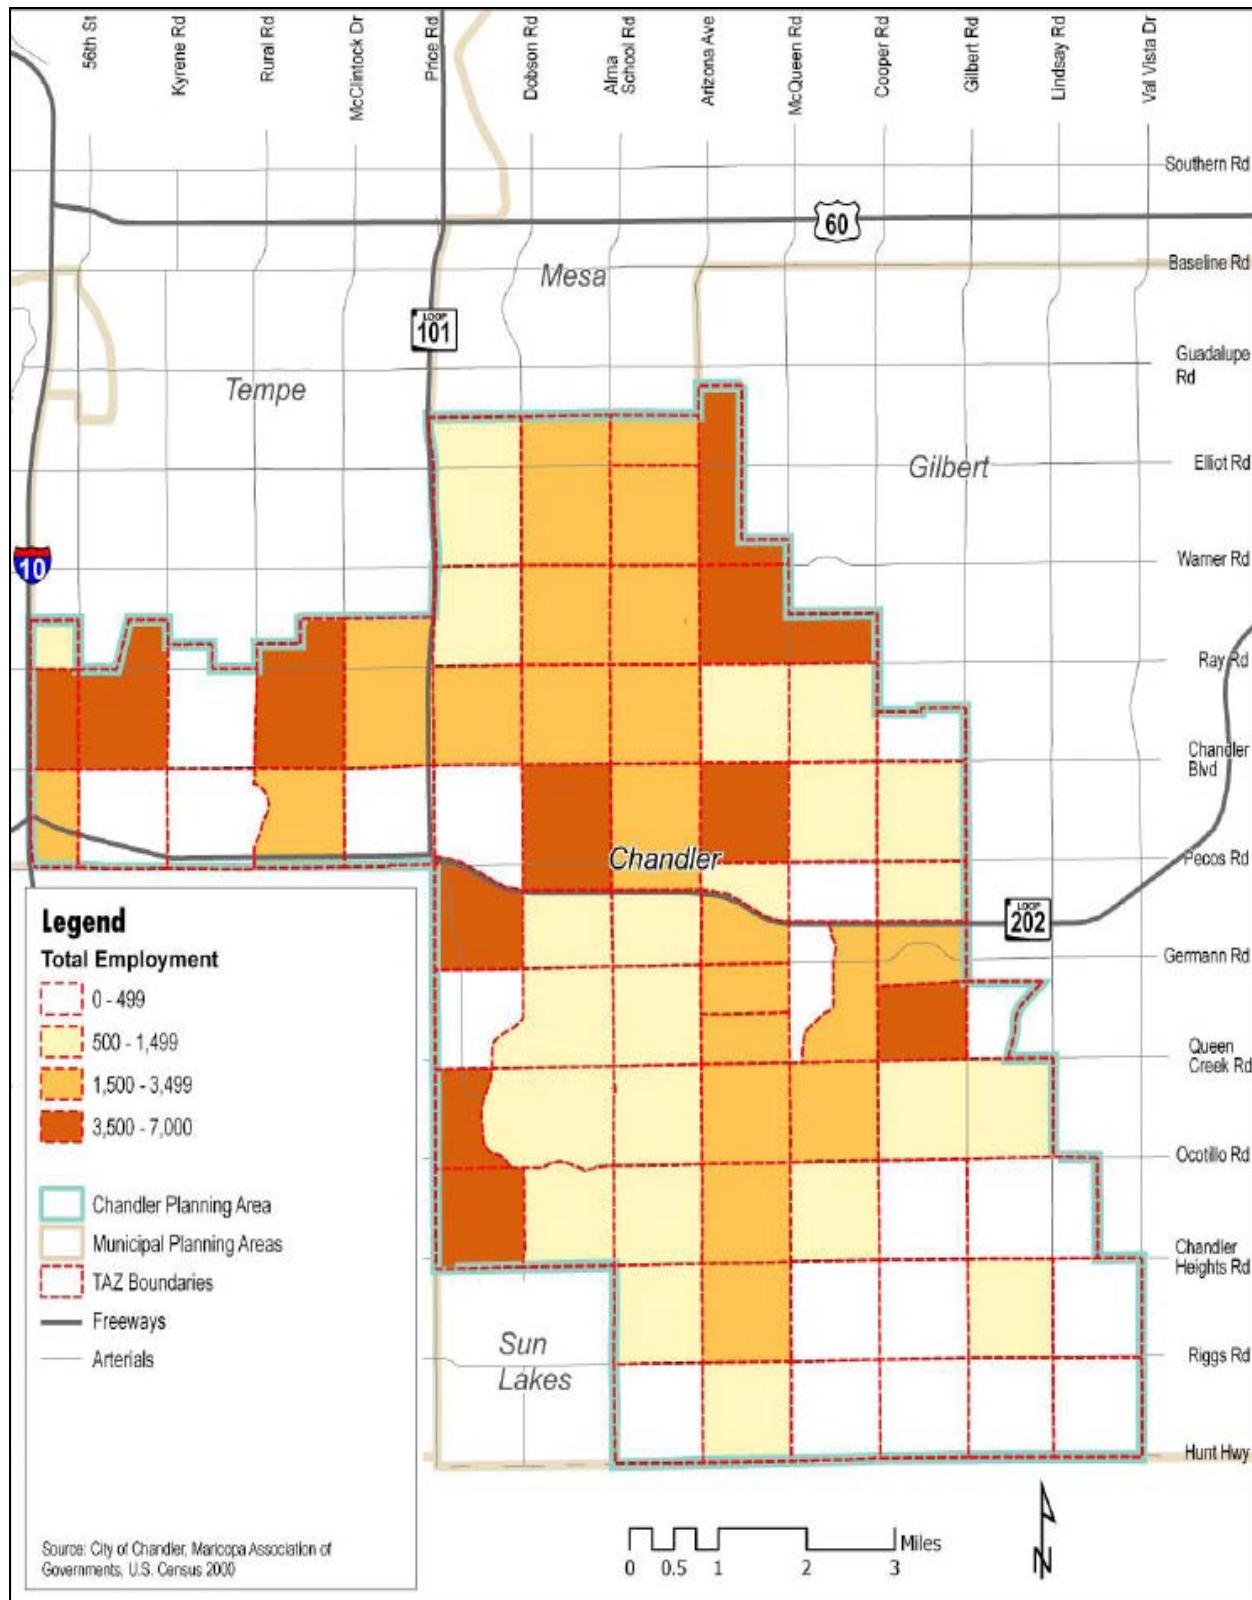 56th St
Kyrene Rd
Rural Rd
McClintock Dr
Price Rd
Dobson Rd
Alma
School Rd
Arizona Ave
McQueen Rd
Cooper Rd
Gilbert Rd
Lindsay Rd
Val Vista Dr
Southern Rd
60
Baseline Rd
Mesa
LOOP
101
Guadalupe
Rd
Tempe
Elliot Rd
Gilbert
Warner Rd
10
Ray Rd
Chandler
Blvd
Chandler
Pecos Rd
LOOP
202
Germann Rd
Queen
Creek Rd
Ocotillo Rd
Chandler
Heights Rd
Sun
Lakes
Riggs Rd
Hunt Hwy
Legend
Total Employment
0 - 499
500 - 1,499
1,500 - 3,499
3,500 - 7,000
Chandler Planning Area
Municipal Planning Areas
TAZ Boundaries
Freeways
Arterials
Source: City of Chandler, Maricopa Association of
Governments, U.S. Census 2000
Miles
0 0.5 1 2 3
N